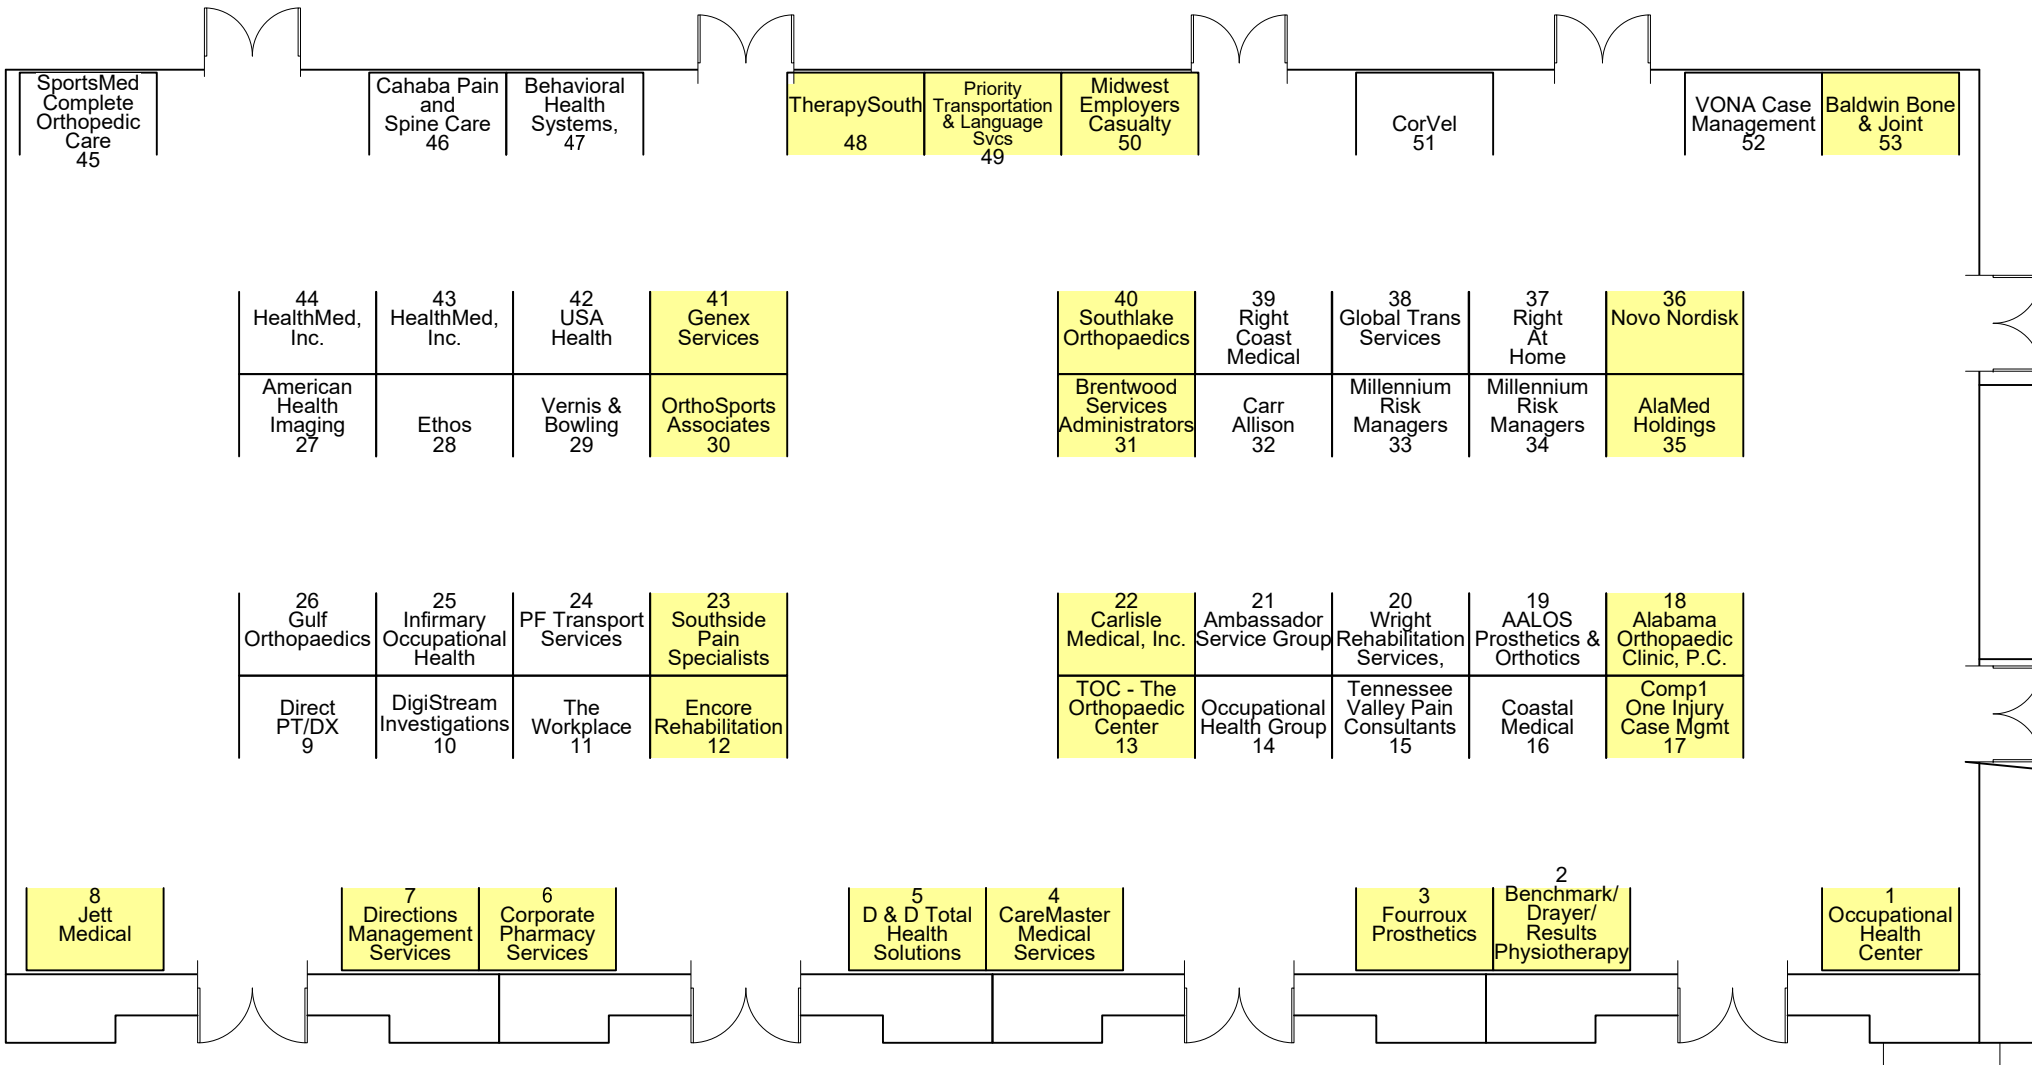 SportsMed
Complete
Orthopedic
Care
45
Cahaba Pain
and
Spine Care
46
Behavioral
Health
Systems,
47
TherapySouth
48
Priority
Transportation
& Language
Svcs
49
Midwest
Employers
Casualty
50
CorVel
51
VONA Case
Management
52
Baldwin Bone
& Joint
53
44
HealthMed,
Inc.
43
HealthMed,
Inc.
42
USA
Health
41
Genex
Services
40
Southlake
Orthopaedics
39
Right
Coast
Medical
38
Global Trans
Services
37
Right
At
Home
36
Novo Nordisk
American
Health
Imaging
27
Ethos
28
Vernis &
Bowling
29
OrthoSports
Associates
30
Brentwood
Services
Administrators
31
Carr
Allison
32
Millennium
Risk
Managers
33
Millennium
Risk
Managers
34
AlaMed
Holdings
35
26
Gulf
Orthopaedics
25
Infirmary
Occupational
Health
24
PF Transport
Services
23
Southside
Pain
Specialists
22
Carlisle
Medical, Inc.
21
Ambassador
Service Group
20
Wright
Rehabilitation
Services,
19
AALOS
Prosthetics &
Orthotics
18
Alabama
Orthopaedic
Clinic, P.C.
Direct
PT/DX
9
DigiStream
Investigations
10
The
Workplace
11
Encore
Rehabilitation
12
TOC - The
Orthopaedic
Center
13
Occupational
Health Group
14
Tennessee
Valley Pain
Consultants
15
Coastal
Medical
16
Comp1
One Injury
Case Mgmt
17
8
Jett
Medical
7
Directions
Management
Services
6
Corporate
Pharmacy
Services
5
D & D Total
Health
Solutions
4
CareMaster
Medical
Services
3
Fourroux
Prosthetics
2
Benchmark/
Drayer/
Results
Physiotherapy
1
Occupational
Health
Center